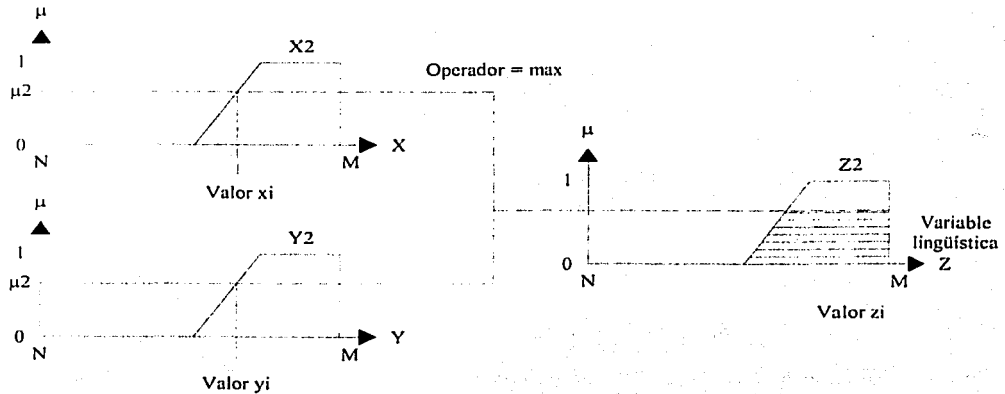 μ
1
X2
μ2
0
N
M
X
Valor xi
Operador = max
μ
1
Y2
μ2
0
N
M
Y
Valor yi
μ
1
Z2
0
N
M
Variable
lingüística
Z
Valor zi